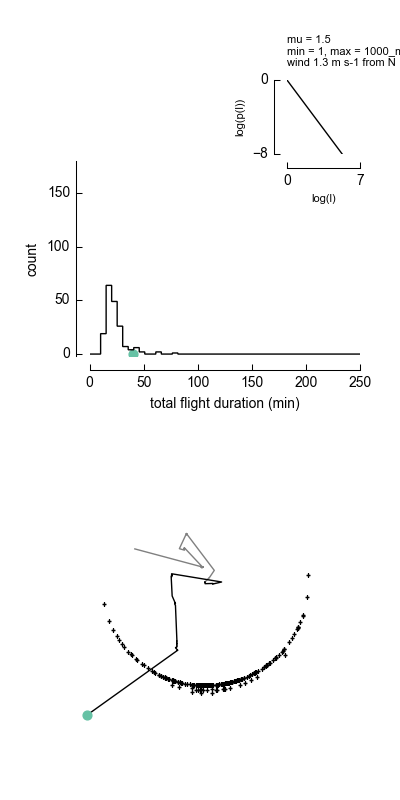 mu = 1.5
min = 1, max = 1000_m
wind 1.3 m s-1 from N
0
log(p(l))
−8
0
7
log(l)
150
100
count
50
0
0
50
100
150
200
250
total flight duration (min)